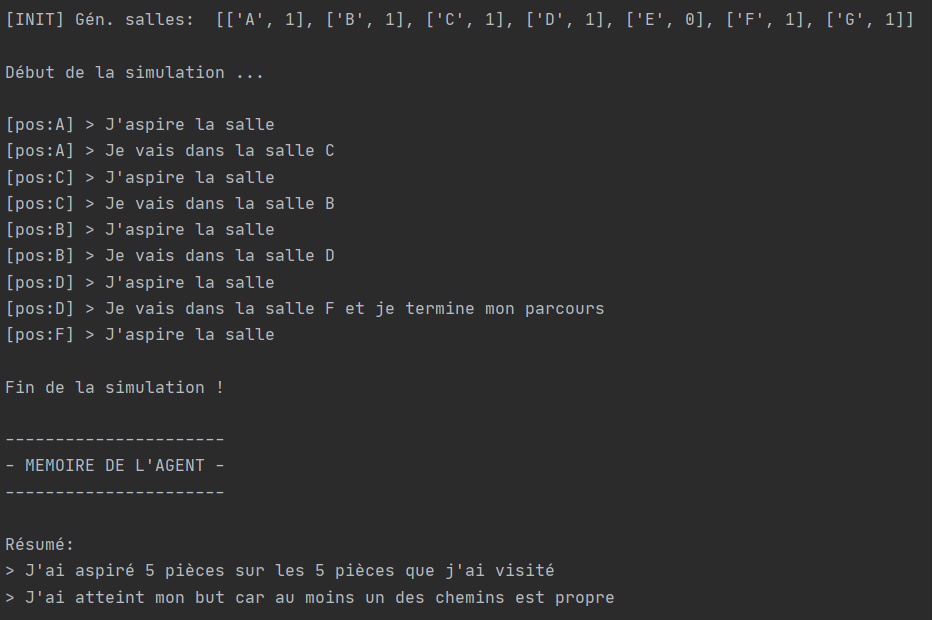 [INIT] Gén. salles:  [['A', 1], ['B', 1], ['C', 1], ['D', 1], ['E', 0], ['F', 1], ['G', 1]]
Début de la simulation ...
[pos:A] > J'aspire la salle
[pos:A] > Je vais dans la salle C
[pos:C] > J'aspire la salle
[pos:C] > Je vais dans la salle B
[pos:B] > J'aspire la salle
[pos:B] > Je vais dans la salle D
[pos:D] > J'aspire la salle
[pos:D] > Je vais dans la salle F et je termine mon parcours
[pos:F] > J'aspire la salle
Fin de la simulation !
----------------------
- MEMOIRE DE L'AGENT -
----------------------
Résumé:
> J'ai aspiré 5 pièces sur les 5 pièces que j'ai visité
> J'ai atteint mon but car au moins un des chemins est propre